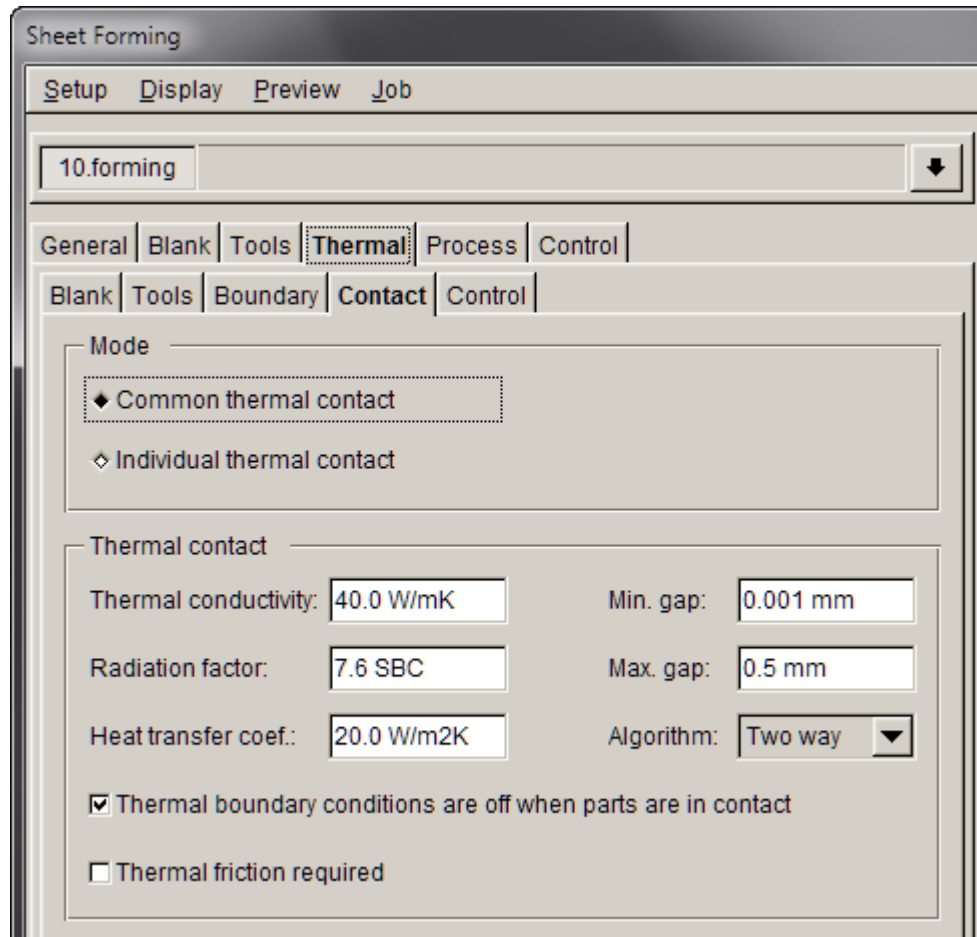 Sheet Forming
Setup Display Preview Job
10.forming
General Blank Tools Thermal Process Control
Blank Tools Boundary Contact Control
Mode
Common thermal contact
Individual thermal contact
Thermal contact
Thermal conductivity: 40.0 W/mK Min. gap: 0.001 mm
Radiation factor: 7.6 SBC Max. gap: 0.5 mm
Heat transfer coef.: 20.0 W/m2K Algorithm: Two way
Thermal boundary conditions are off when parts are in contact
Thermal friction required